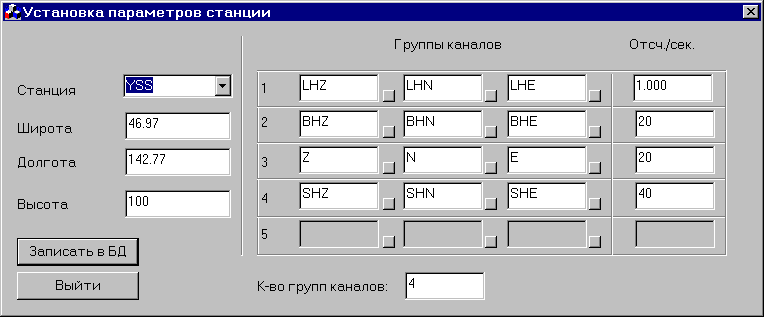 Установка параметров станции
Группы каналов Отсч./сек.
Станция YSS
Широта 46.97
Долгота 142.77
Высота 100
1 LHZ LHN LHE 1.000
2 BHZ BHN BHE 20
3 Z N E 20
4 SHZ SHN SHE 40
5
Записать в БД
Выйти
К-во групп каналов: 4